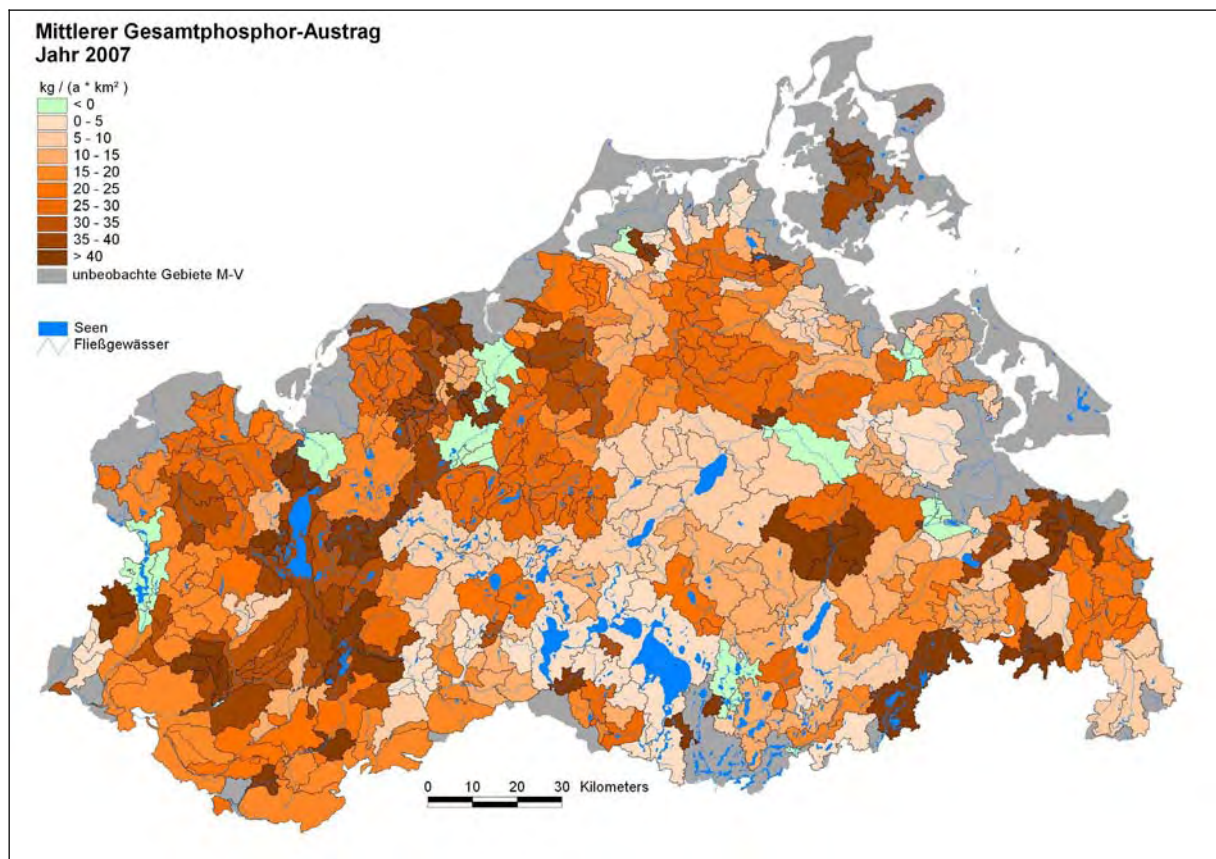 Mittlerer Gesamtphosphor-Austrag
Jahr 2007
kg / (a * km² )
< 0
0 - 5
5 - 10
10 - 15
15 - 20
20 - 25
25 - 30
30 - 35
35 - 40
> 40
unbeobachte Gebiete M-V
Seen
Fließgewässer
0 10 20 30 Kilometers